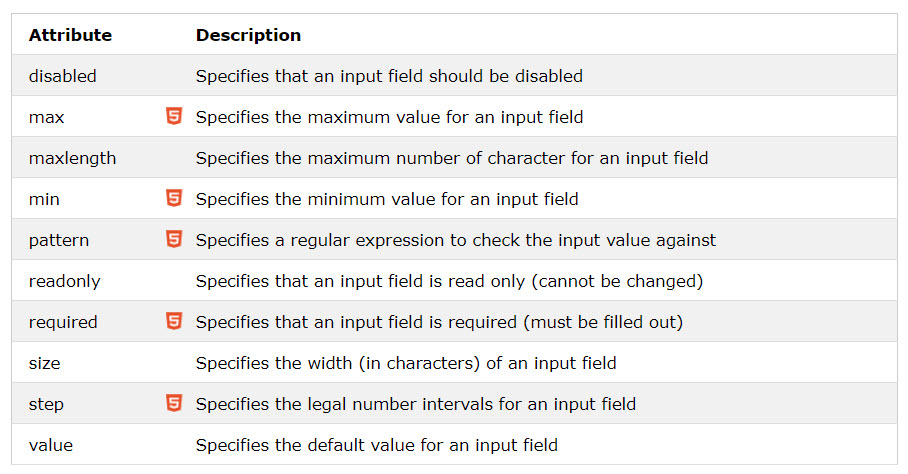 Attribute Description
disabled Specifies that an input field should be disabled
max 5 Specifies the maximum value for an input field
maxlength Specifies the maximum number of character for an input field
min 5 Specifies the minimum value for an input field
pattern 5 Specifies a regular expression to check the input value against
readonly Specifies that an input field is read only (cannot be changed)
required 5 Specifies that an input field is required (must be filled out)
size Specifies the width (in characters) of an input field
step 5 Specifies the legal number intervals for an input field
value Specifies the default value for an input field